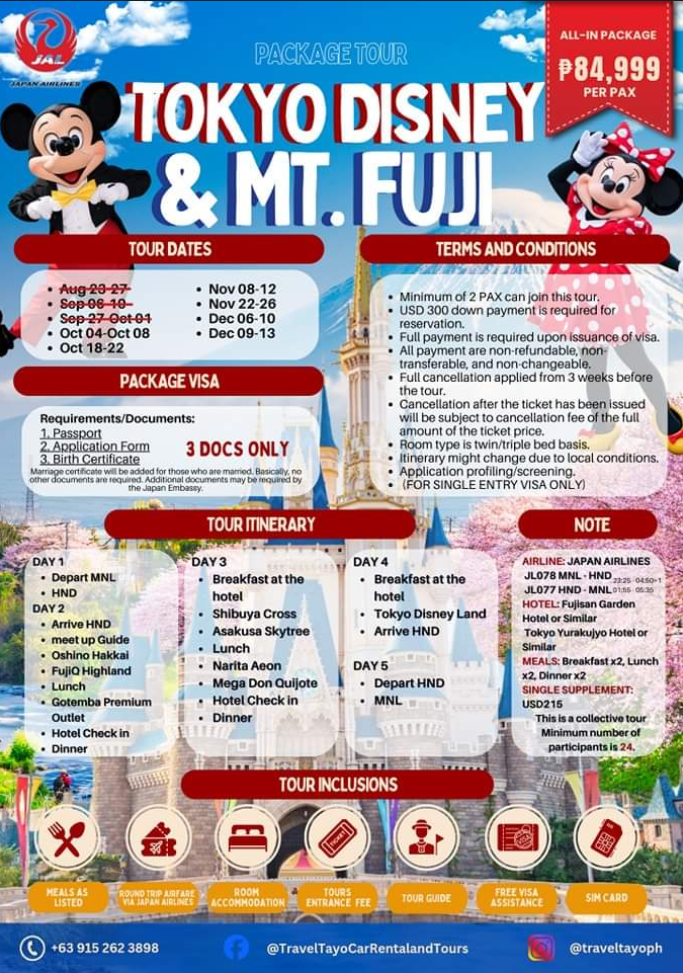 JAL
JAPAN AIRLINES
PACKAGE TOUR
ALL-IN PACKAGE
₱84,999
PER PAX
TOKYO DISNEY
& MT. FUJI
TOUR DATES
• Aug 23-27
• Sep 06-10
• Sep 27-Oct 01
• Oct 04-Oct 08
• Oct 18-22
• Nov 08-12
• Nov 22-26
• Dec 06-10
• Dec 09-13
PACKAGE VISA
Requirements/Documents:
1. Passport
2. Application Form
3. Birth Certificate
3 DOCS ONLY
Marriage certificate will be added for those who are married. Basically, no
other documents are required. Additional documents may be required by
the Japan Embassy.
TERMS AND CONDITIONS
• Minimum of 2 PAX can join this tour.
• USD 300 down payment is required for
reservation.
• Full payment is required upon issuance of visa.
• All payment are non-refundable, non-
transferable, and non-changeable.
• Full cancellation applied from 3 weeks before
the tour.
• Cancellation after the ticket has been issued
will be subject to cancellation fee of the full
amount of the ticket price.
• Room type is twin/triple bed basis.
• Itinerary might change due to local conditions.
• Application profiling/screening.
• (FOR SINGLE ENTRY VISA ONLY)
TOUR ITINERARY
DAY 1
• Depart MNL
• HND
DAY 2
• Arrive HND
• meet up Guide
• Oshino Hakkai
• FujiQ Highland
• Lunch
• Gotemba Premium
Outlet
• Hotel Check in
• Dinner
DAY 3
• Breakfast at the
hotel
• Shibuya Cross
• Asakusa Skytree
• Lunch
• Narita Aeon
• Mega Don Quijote
• Hotel Check in
• Dinner
DAY 4
• Breakfast at the
hotel
• Tokyo Disney Land
• Arrive HND
DAY 5
• Depart HND
• MNL
NOTE
AIRLINE: JAPAN AIRLINES
JL078 MNL - HND 23:25 - 04:50+1
JL077 HND - MNL 01:55 - 05:35
HOTEL: Fujisan Garden
Hotel or Similar
Tokyo Yurakujyo Hotel or
Similar
MEALS: Breakfast x2, Lunch
x2, Dinner x2
SINGLE SUPPLEMENT:
USD215
This is a collective tour
Minimum number of
participants is 24.
TOUR INCLUSIONS
TICKET
MEALS AS
LISTED
ROUND TRIP AIRFARE
VIA JAPAN AIRLINES
ROOM
ACCOMMODATION
TOURS
ENTRANCE FEE
TOUR GUIDE
FREE VISA
ASSISTANCE
SIM CARD
+63 915 262 3898
@TravelTayoCarRentalandTours
@traveltayoph